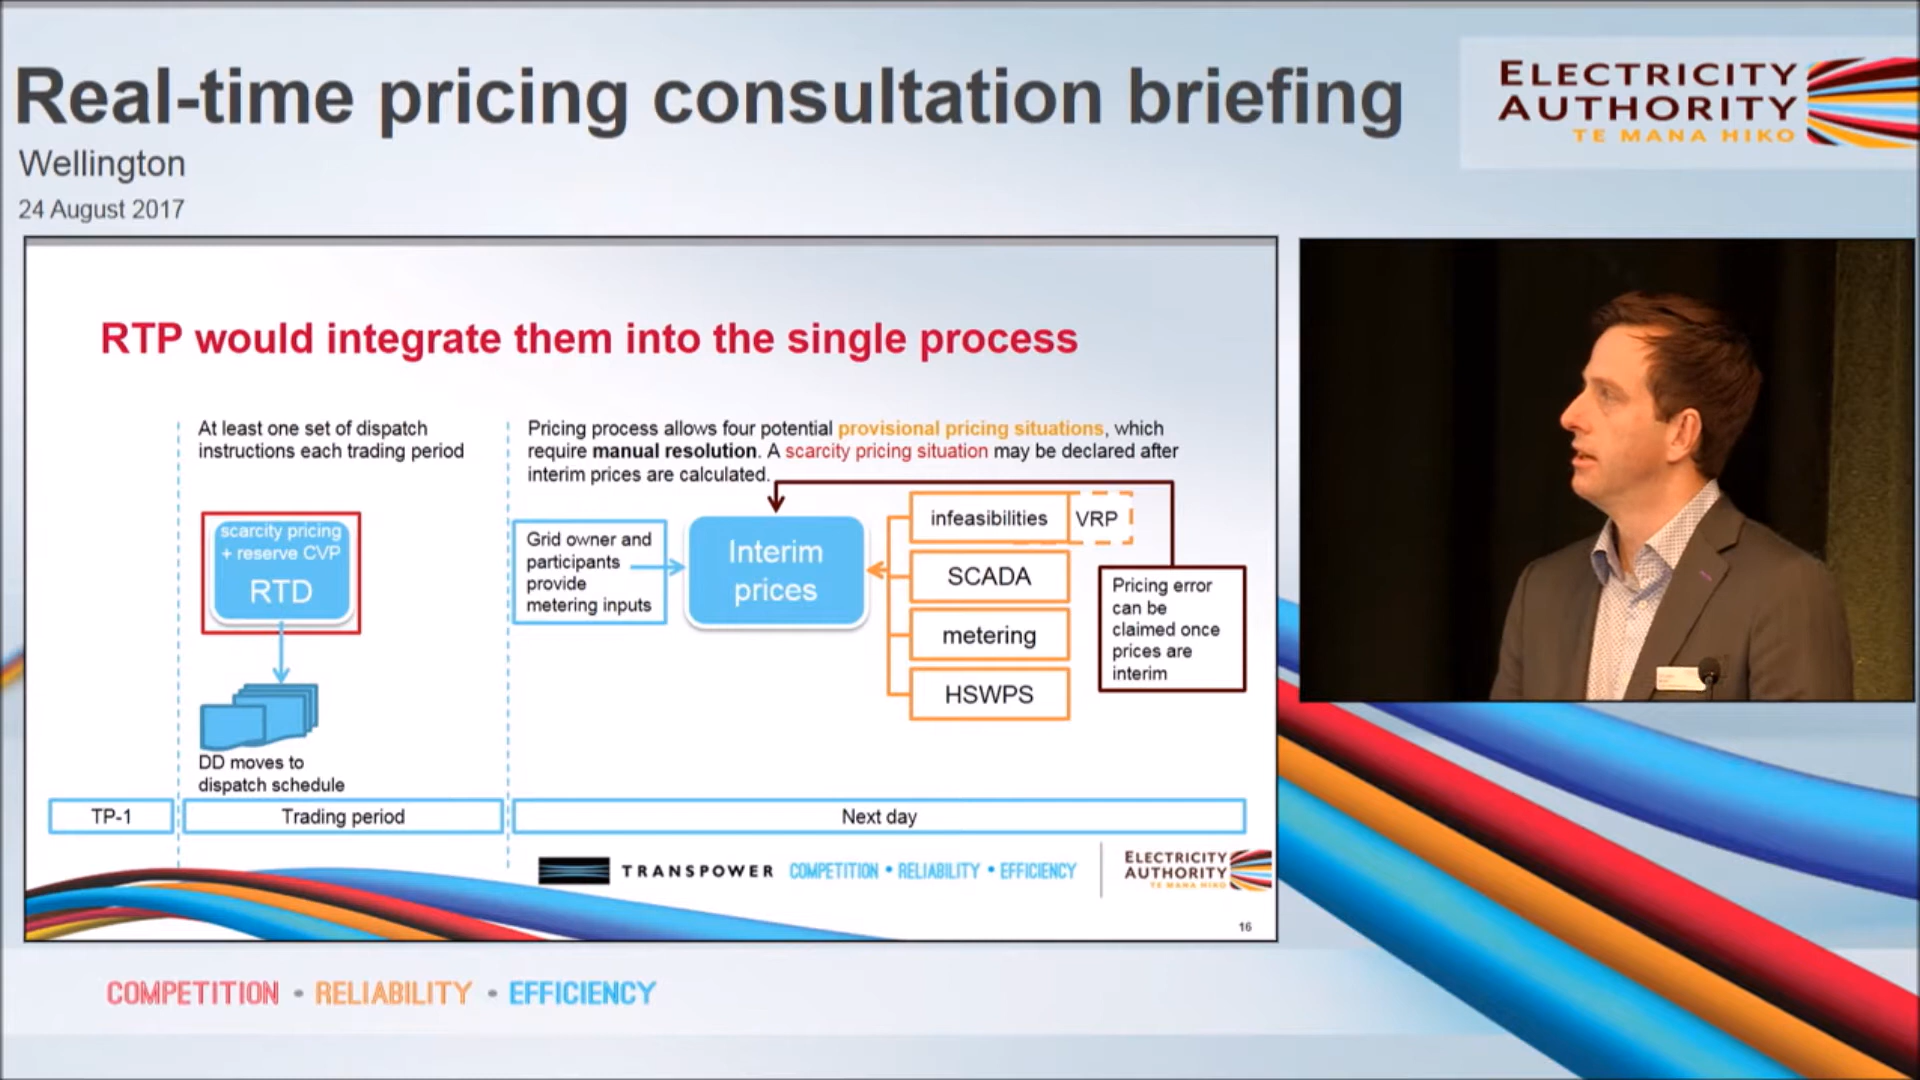 Real-time pricing consultation briefing
Wellington
24 August 2017
ELECTRICITY
AUTHORITY
TE MANA HIKO
RTP would integrate them into the single process
At least one set of dispatch
instructions each trading period
Pricing process allows four potential provisional pricing situations, which
require manual resolution. A scarcity pricing situation may be declared after
interim prices are calculated.
scarcity pricing
+ reserve CVP
RTD
DD moves to
dispatch schedule
Grid owner and
participants
provide
metering inputs
Interim
prices
infeasibilities
VRP
SCADA
metering
HSWPS
Pricing error
can be
claimed once
prices are
interim
TP-1
Trading period
Next day
TRANSPOWER
COMPETITION • RELIABILITY • EFFICIENCY
ELECTRICITY
AUTHORITY
TE MANA HIKO
16
COMPETITION • RELIABILITY • EFFICIENCY